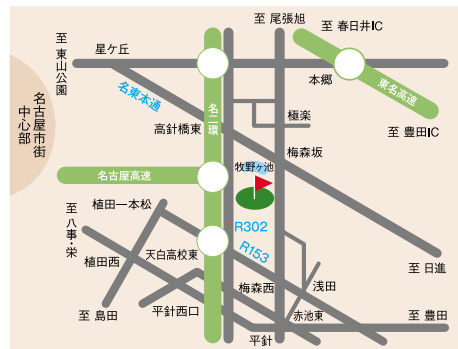 至 尾張旭
至 春日井IC
至 東山公園
星ケ丘
本郷
東名高速
名東本通
名二環
名古屋市街
中心部
極楽
高針橋東
至 豊田IC
梅森坂
名古屋高速
牧野ヶ池
至 八事・栄
植田一本松
R302
R153
天白高校東
植田西
至 日進
梅森西
浅田
至 島田
平針西口
赤池東
至 豊田
平針